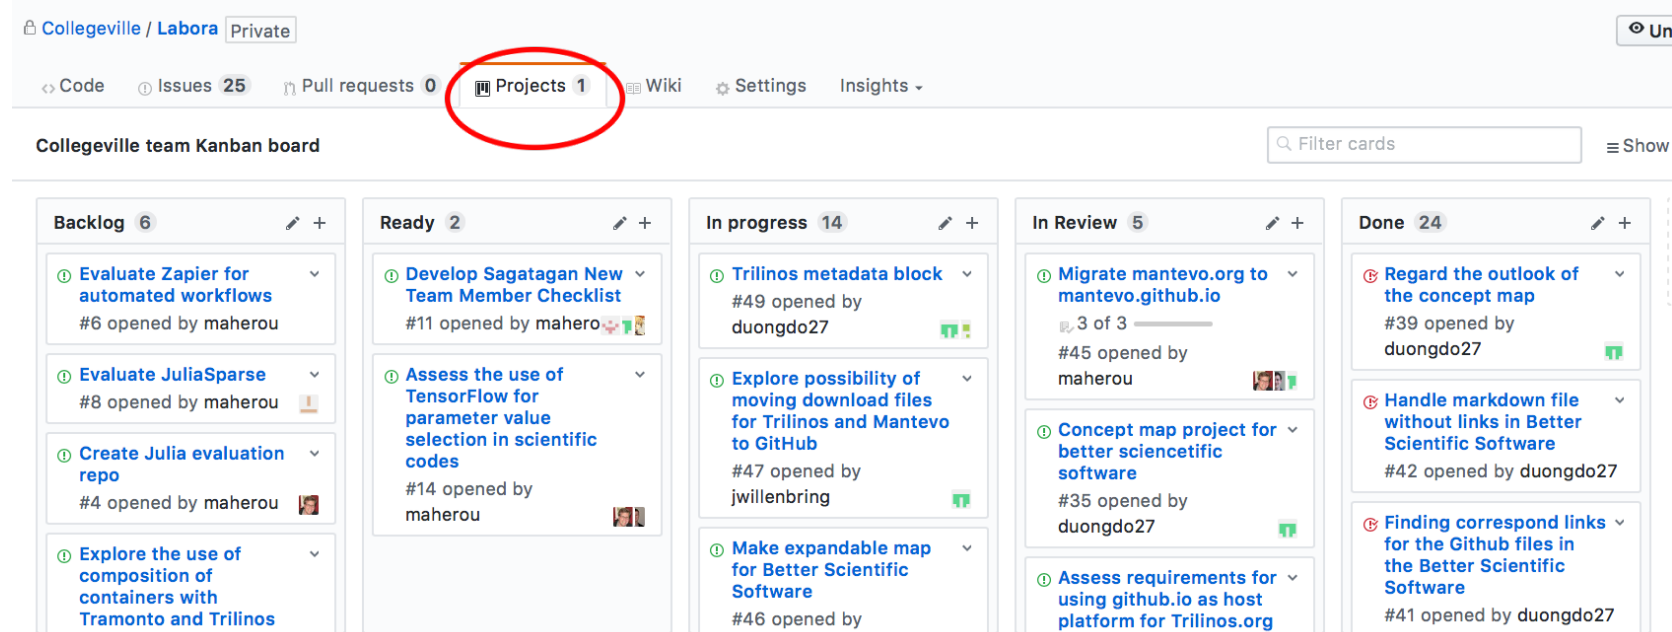 Collegeville / Labora Private
Un
Code Issues 25 Pull requests 0 Projects 1 Wiki Settings Insights
Collegeville team Kanban board
Filter cards
Show
Backlog 6
Evaluate Zapier for
automated workflows
#6 opened by maherou
Evaluate JuliaSparse
#8 opened by maherou
Create Julia evaluation
repo
#4 opened by maherou
Explore the use of
composition of
containers with
Tramonto and Trilinos
Ready 2
Develop Sagatagan New
Team Member Checklist
#11 opened by mahero
Assess the use of
TensorFlow for
parameter value
selection in scientific
codes
#14 opened by
maherou
In progress 14
Trilinos metadata block
#49 opened by
duongdo27
Explore possibility of
moving download files
for Trilinos and Mantevo
to GitHub
#47 opened by
jwillenbring
Make expandable map
for Better Scientific
Software
#46 opened by
In Review 5
Migrate mantevo.org to
mantevo.github.io
3 of 3
#45 opened by
maherou
Concept map project for
better sciencetific
software
#35 opened by
duongdo27
Assess requirements for
using github.io as host
platform for Trilinos.org
Done 24
Regard the outlook of
the concept map
#39 opened by
duongdo27
Handle markdown file
without links in Better
Scientific Software
#42 opened by duongdo27
Finding correspond links
for the Github files in
the Better Scientific
Software
#41 opened by duongdo27